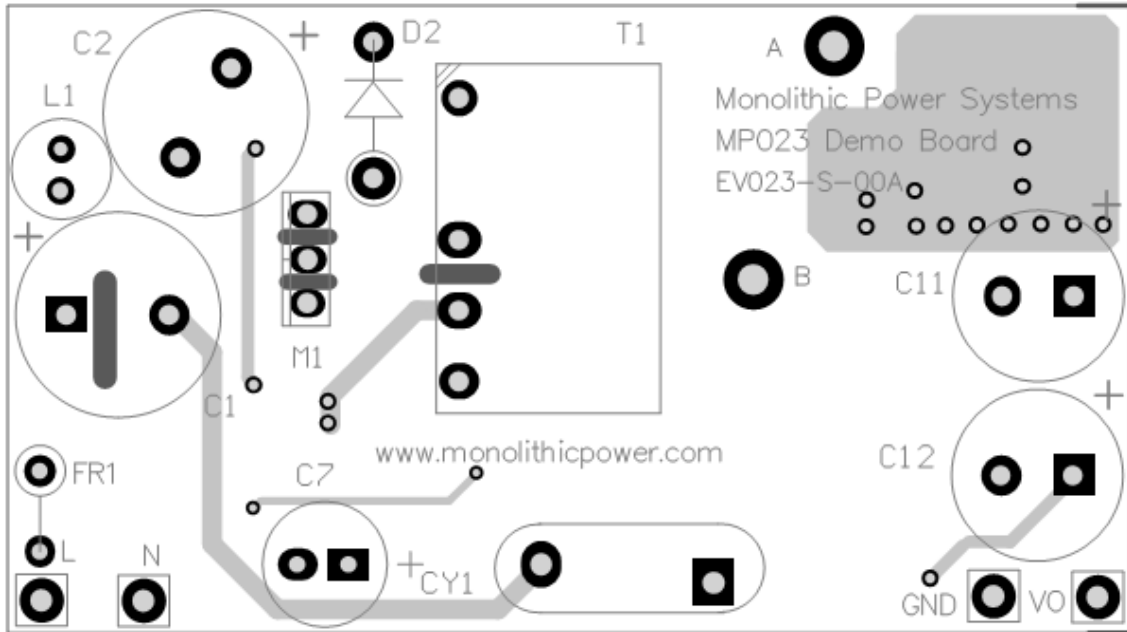 C2
D2
T1
A
L1
Monolithic Power Systems
MP023 Demo Board
EV023-S-00A
B
C11
M1
C1
www.monolithicpower.com
C12
FR1
C7
L
N
CY1
GND
VO